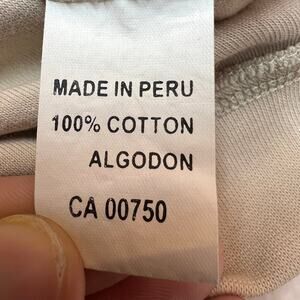 MADE IN PERU
100% COTTON
ALGODON
CA 00750